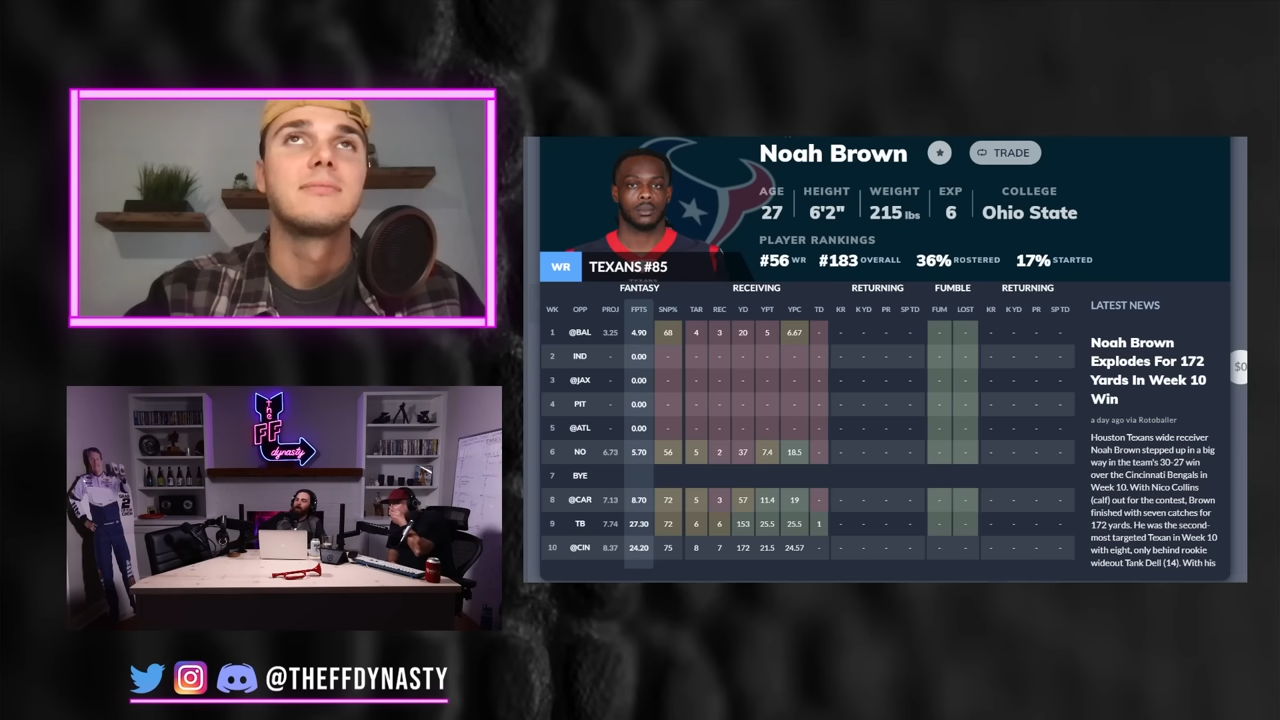 Noah Brown
TRADE
AGE HEIGHT WEIGHT EXP COLLEGE
27 6'2" 215 lbs 6 Ohio State
PLAYER RANKINGS
#56 WR #183 OVERALL 36% ROSTERED 17% STARTED
WR TEXANS #85
FANTASY RECEIVING RETURNING FUMBLE RETURNING
WK OPP PROJ FPTS SNP% TAR REC YD YPT YPC TD KR K YD PR SP TD FUM LOST KR K YD PR SP TD
1 @BAL 3.25 4.90 68 4 3 20 5 6.67 - - - - - - - - - - -
2 IND - 0.00 - - - - - - - - - - - - - - - - -
3 @JAX - 0.00 - - - - - - - - - - - - - - - - -
4 PIT - 0.00 - - - - - - - - - - - - - - - - -
5 @ATL - 0.00 - - - - - - - - - - - - - - - - -
6 NO 6.73 5.70 56 5 2 37 7.4 18.5 - - - - - - - - - - -
7 BYE
8 @CAR 7.13 8.70 72 5 3 57 11.4 19 - - - - - - - - - - -
9 TB 7.74 27.30 72 6 6 153 25.5 25.5 1 - - - - - - - - - -
10 @CIN 8.37 24.20 75 8 7 172 21.5 24.57 - - - - - - - - - - -
LATEST NEWS
Noah Brown
Explodes For 172
Yards In Week 10
Win
a day ago via Rotoballer
Houston Texans wide receiver
Noah Brown stepped up in a big
way in the team's 30-27 win
over the Cincinnati Bengals in
Week 10. With Nico Collins
(calf) out for the contest, Brown
finished with seven catches for
172 yards. He was the second-
most targeted Texan in Week 10
with eight, only behind rookie
wideout Tank Dell (14). With his
$0
the
FF
dynasty
@THEFFDYNASTY